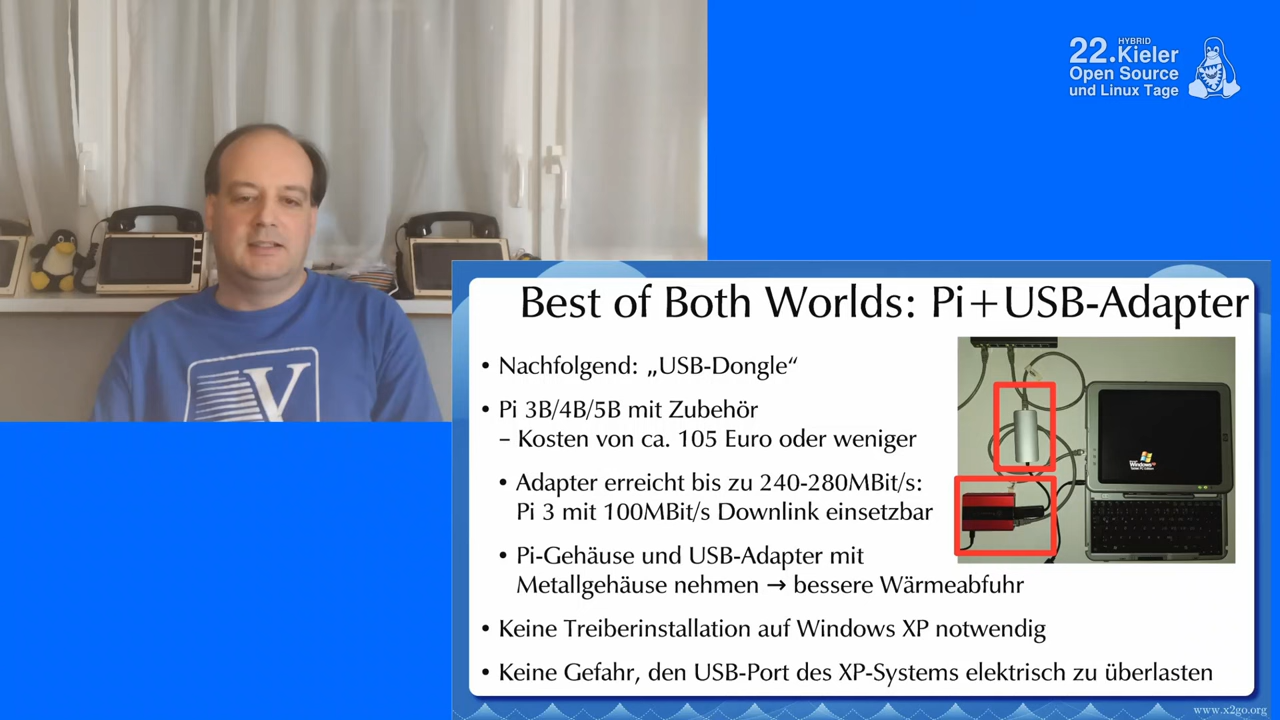 HYBRID
22.Kieler
Open Source
und Linux Tage
Best of Both Worlds: Pi+USB-Adapter
• Nachfolgend: „USB-Dongle“
• Pi 3B/4B/5B mit Zubehör
– Kosten von ca. 105 Euro oder weniger
• Adapter erreicht bis zu 240-280MBit/s:
Pi 3 mit 100MBit/s Downlink einsetzbar
• Pi-Gehäuse und USB-Adapter mit
Metallgehäuse nehmen → bessere Wärmeabfuhr
• Keine Treiberinstallation auf Windows XP notwendig
• Keine Gefahr, den USB-Port des XP-Systems elektrisch zu überlasten
www.x2go.org
X
Windows